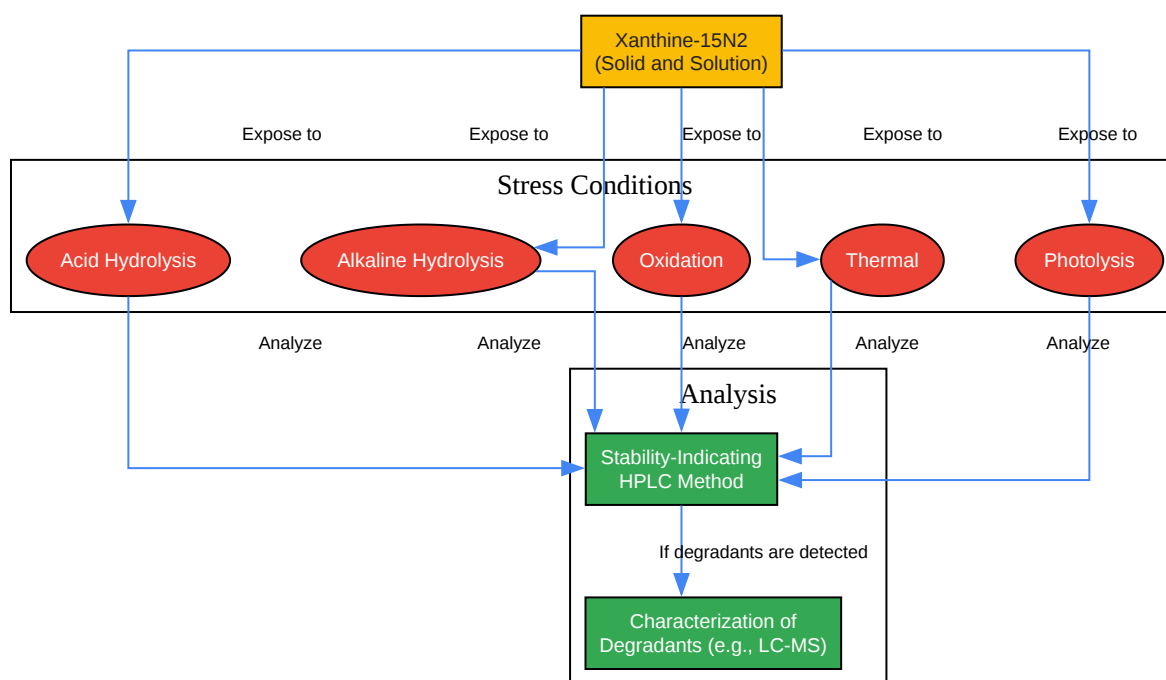 Xanthine-15N2
(Solid and Solution)
Expose to
Expose to
Expose to
Expose to
Expose to
Stress Conditions
Acid Hydrolysis
Alkaline Hydrolysis
Oxidation
Thermal
Photolysis
Analyze
Analyze
Analyze
Analyze
Analyze
Analysis
Stability-Indicating
HPLC Method
If degradants are detected
Characterization of
Degradants (e.g., LC-MS)